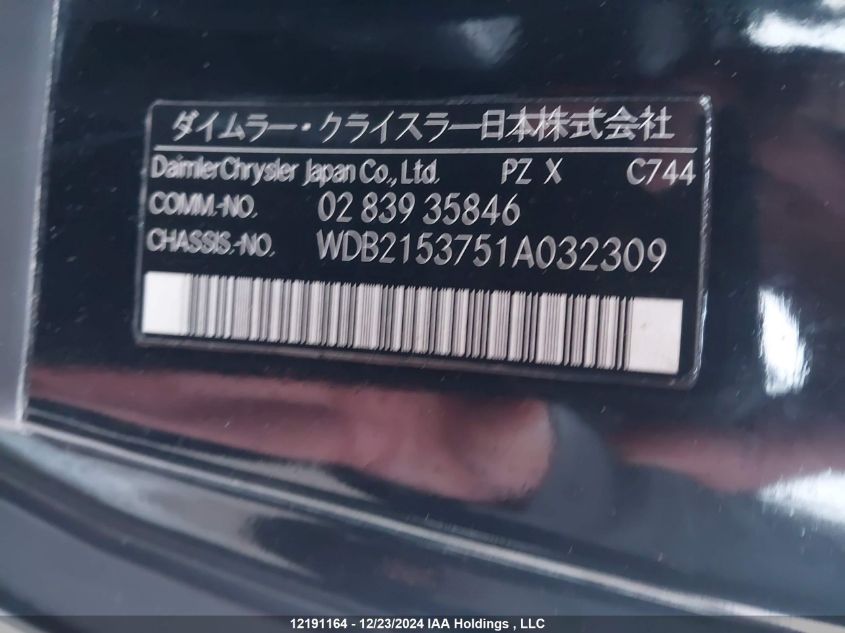 ダイムラー・クライスラー日本株式会社
DaimlerChrysler Japan Co., Ltd. PZ X C744
COMM.-NO. 02 839 35846
CHASSIS.-NO. WDB2153751A032309
12191164 - 12/23/2024 IAA Holdings , LLC